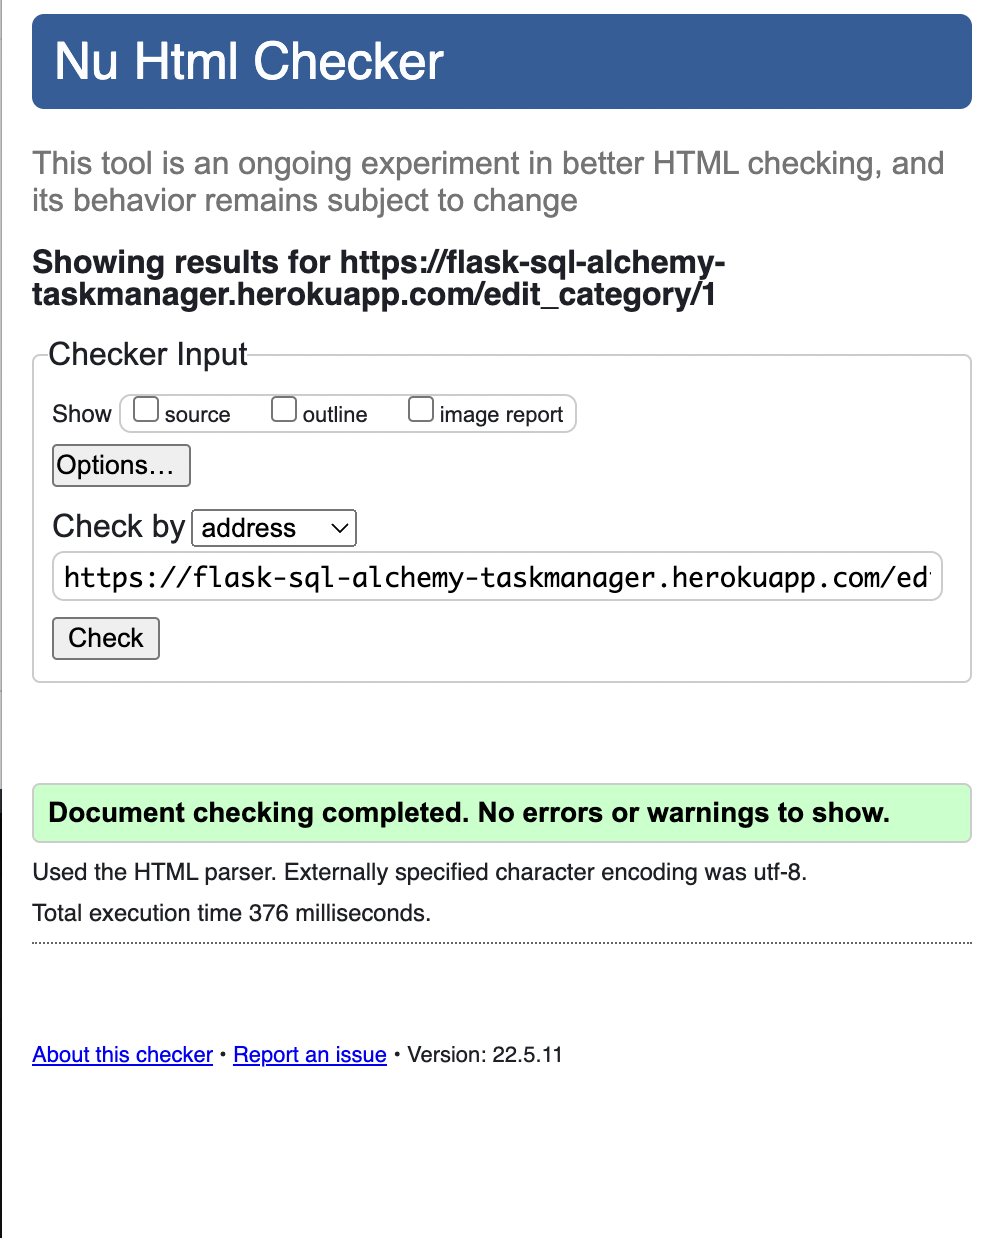 Nu Html Checker
This tool is an ongoing experiment in better HTML checking, and
its behavior remains subject to change
Showing results for https://flask-sql-alchemy-
taskmanager.herokuapp.com/edit_category/1
Checker Input
Show source outline image report
Options...
Check by address
https://flask-sql-alchemy-taskmanager.herokuapp.com/ed
Check
Document checking completed. No errors or warnings to show.
Used the HTML parser. Externally specified character encoding was utf-8.
Total execution time 376 milliseconds.
About this checker • Report an issue • Version: 22.5.11